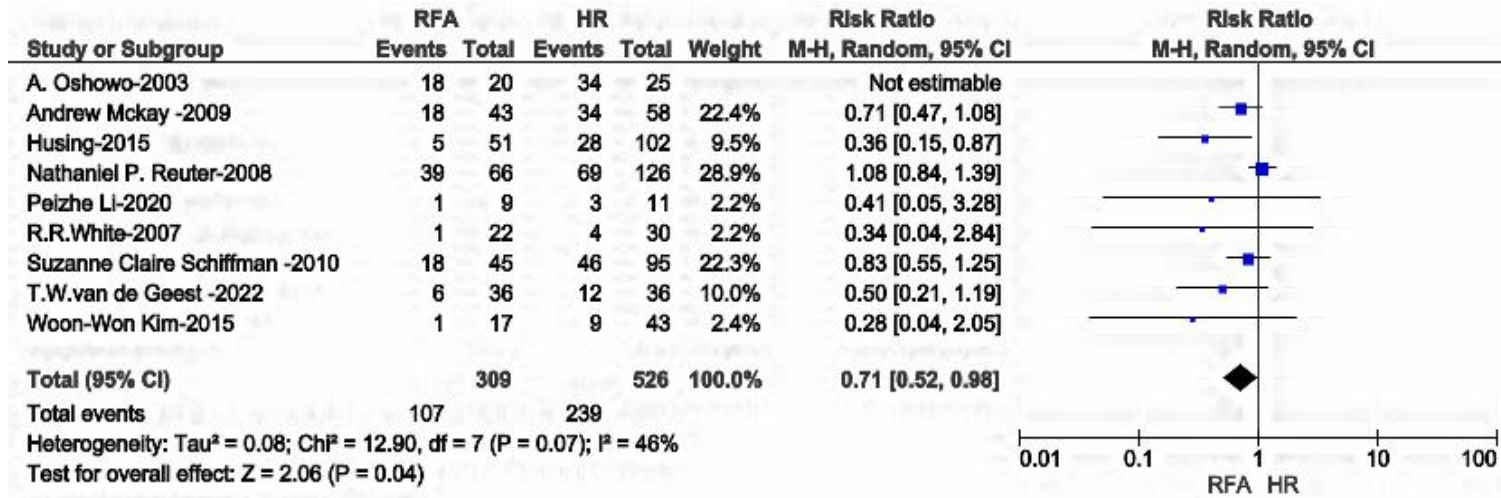 RFA HR Risk Ratio Risk Ratio
Study or Subgroup Events Total Events Total Weight M-H, Random, 95% CI M-H, Random, 95% CI
A. Oshowo-2003 18 20 34 25 Not estimable
Andrew Mckay -2009 18 43 34 58 22.4% 0.71 [0.47, 1.08]
Husing-2015 5 51 28 102 9.5% 0.36 [0.15, 0.87]
Nathaniel P. Reuter-2008 39 66 69 126 28.9% 1.08 [0.84, 1.39]
Peizhe Li-2020 1 9 3 11 2.2% 0.41 [0.05, 3.28]
R.R.White-2007 1 22 4 30 2.2% 0.34 [0.04, 2.84]
Suzanne Claire Schiffman -2010 18 45 46 95 22.3% 0.83 [0.55, 1.25]
T.W.van de Geest -2022 6 36 12 36 10.0% 0.50 [0.21, 1.19]
Woon-Won Kim-2015 1 17 9 43 2.4% 0.28 [0.04, 2.05]
Total (95% CI) 309 526 100.0% 0.71 [0.52, 0.98]
Total events 107 239
Heterogeneity: Tau² = 0.08; Chi² = 12.90, df = 7 (P = 0.07); I² = 46%
Test for overall effect: Z = 2.06 (P = 0.04)
0.01 0.1 1 10 100
RFA HR